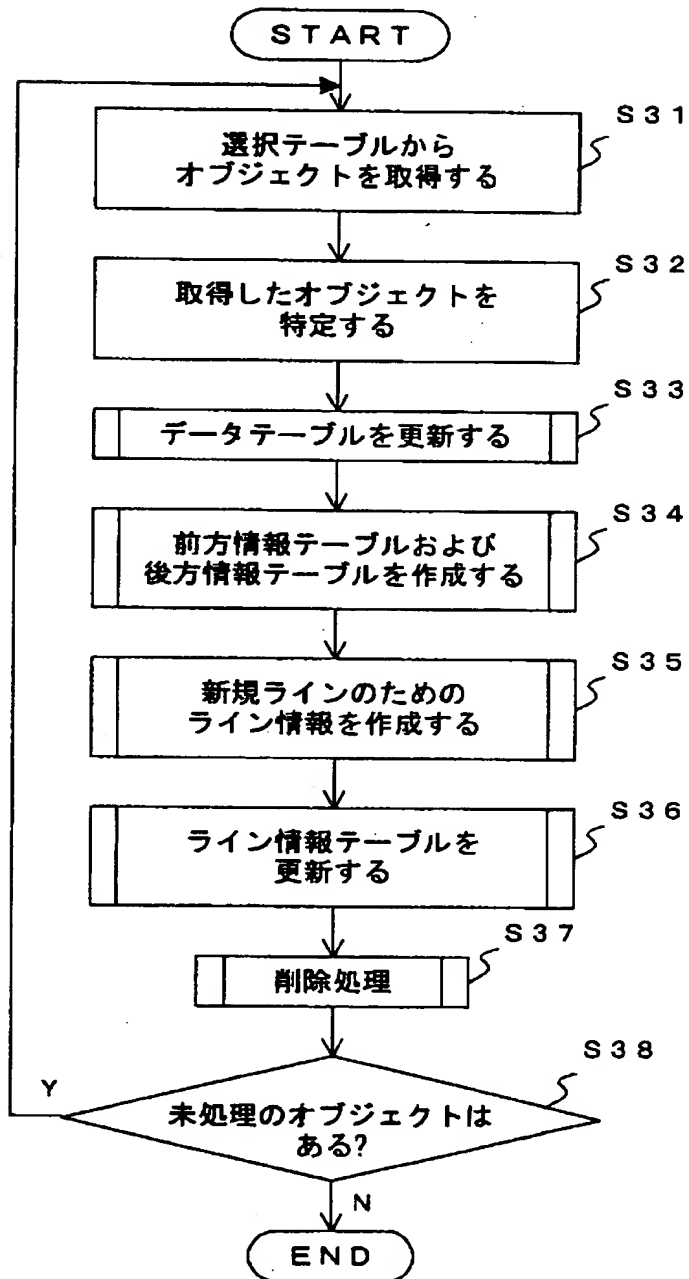 START
S31
選択テーブルから
オブジェクトを取得する
S32
取得したオブジェクトを
特定する
S33
データテーブルを更新する
S34
前方情報テーブルおよび
後方情報テーブルを作成する
S35
新規ラインのための
ライン情報を作成する
S36
ライン情報テーブルを
更新する
S37
削除処理
S38
Y
未処理のオブジェクトは
ある?
N
END